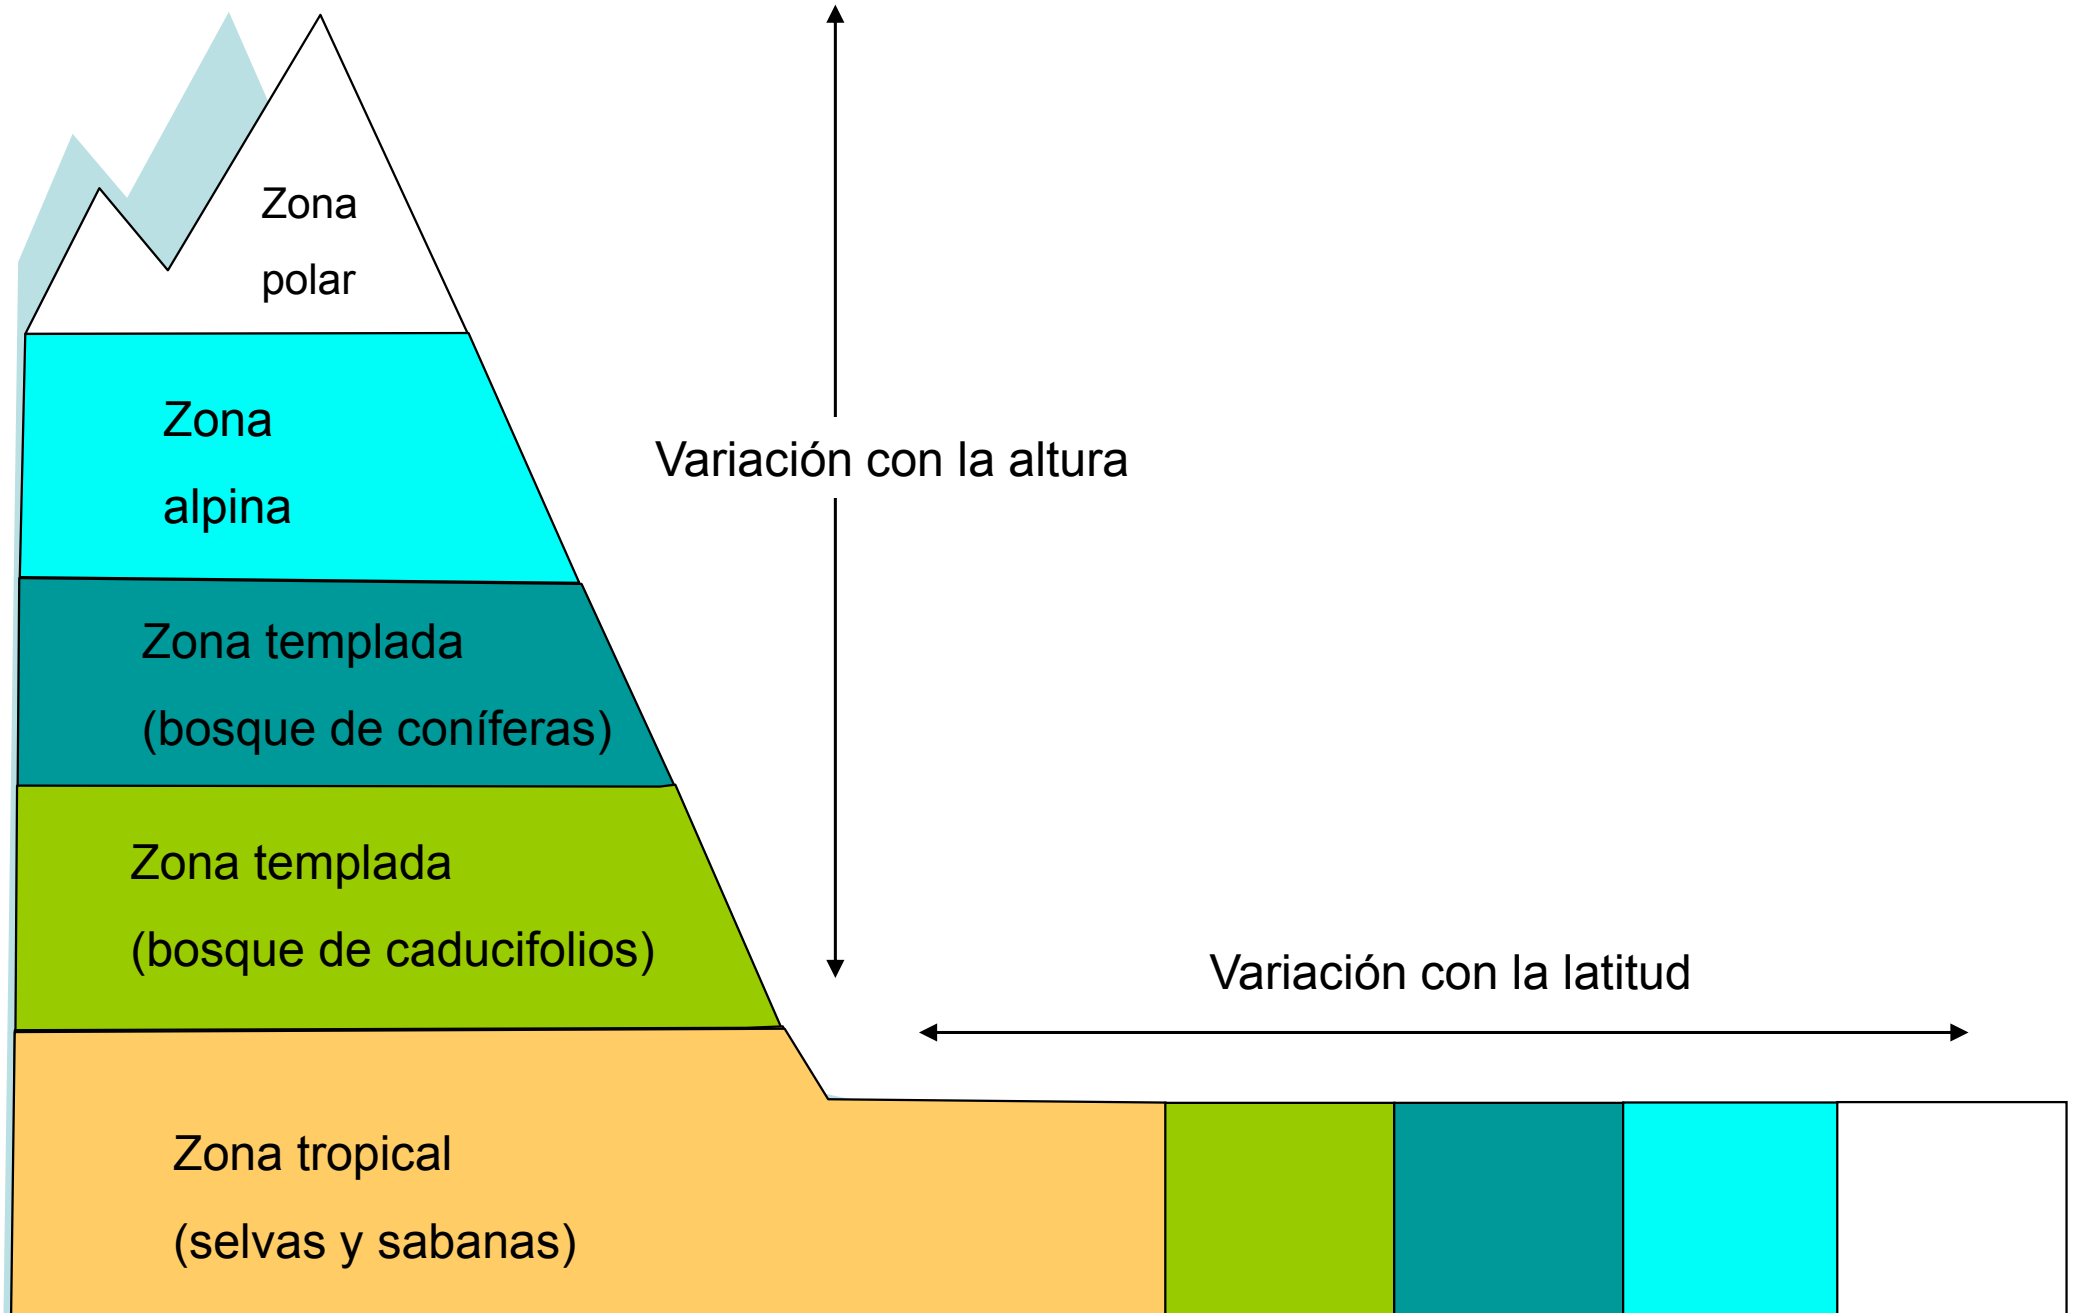 Zona
polar
Zona
alpina
Variación con la altura
Zona templada
(bosque de coníferas)
Zona templada
(bosque de caducifolios)
Variación con la latitud
Zona tropical
(selvas y sabanas)